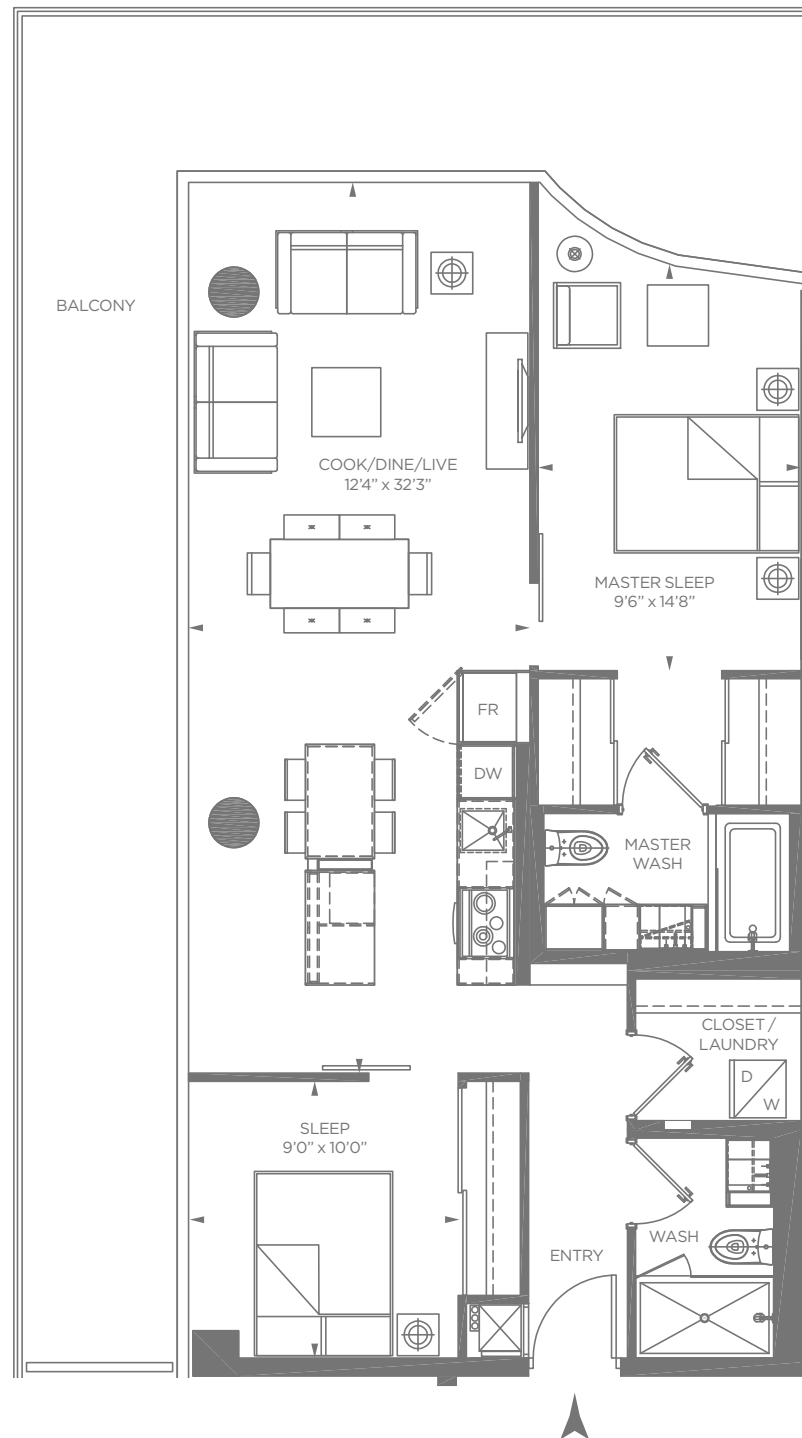 BALCONY
COOK/DINE/LIVE
12’4” x 32’3”
MASTER SLEEP
9’6” x 14’8”
FR
DW
MASTER
WASH
CLOSET /
LAUNDRY
D
W
SLEEP
9’0” x 10’0”
WASH
ENTRY